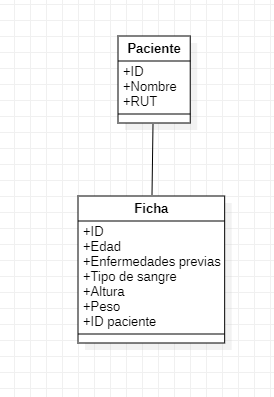 Paciente
+ID
+Nombre
+RUT
Ficha
+ID
+Edad
+Enfermedades previas
+Tipo de sangre
+Altura
+Peso
+ID paciente